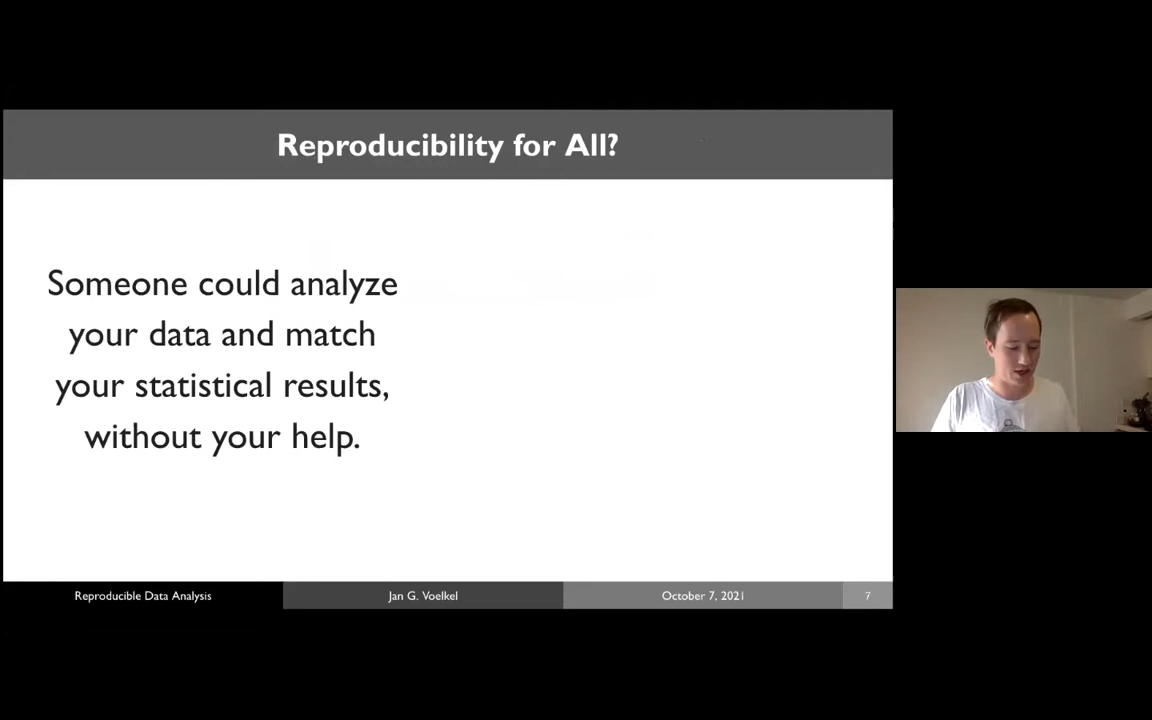 Reproducibility for All?
Someone could analyze
your data and match
your statistical results,
without your help.
Reproducible Data Analysis
Jan G. Voelkel
October 7, 2021
7